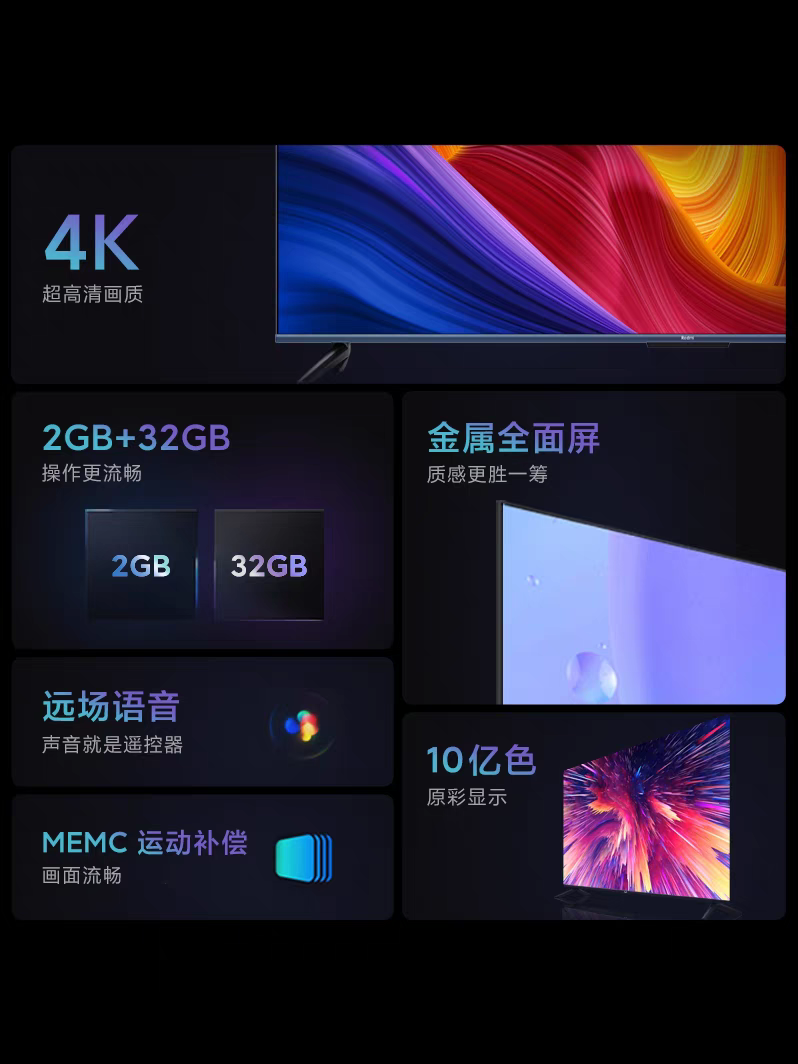 4K
超高清画质
Redmi
2GB+32GB
操作更流畅
2GB
32GB
金属全面屏
质感更胜一筹
远场语音
声音就是遥控器
10亿色
原彩显示
MEMC 运动补偿
画面流畅